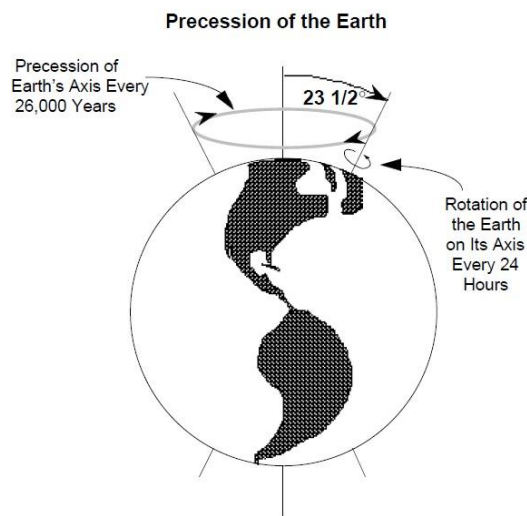 Precession of the Earth
Precession of
Earth's Axis Every
26,000 Years
23 1/2°
Rotation of
the Earth
on Its Axis
Every 24
Hours